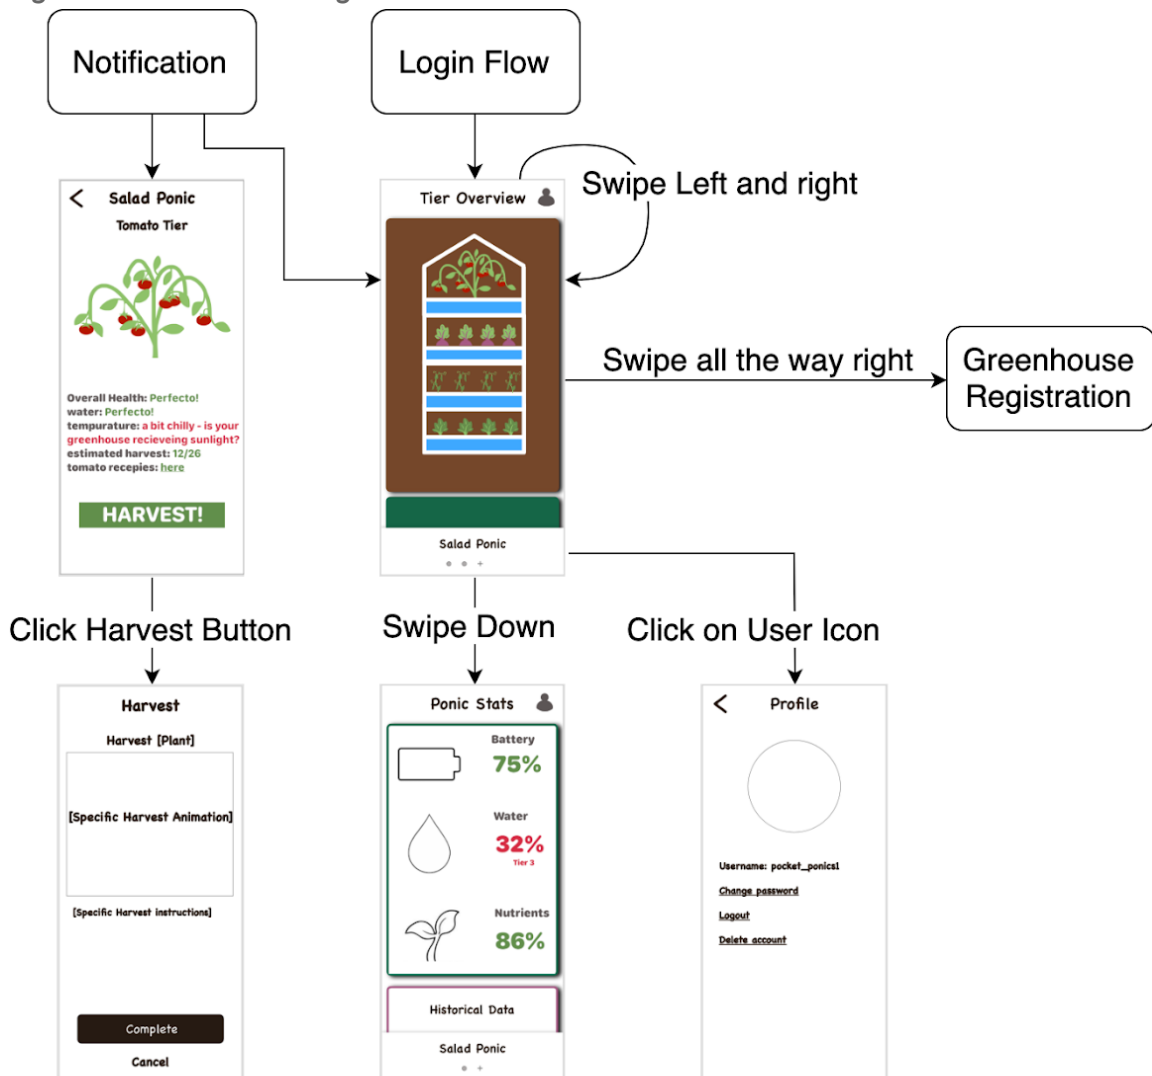 Notification
Login Flow
Swipe Left and right
Salad Ponic
Tomato Tier
Overall Health: Perfecto!
water: Perfecto!
tempurature: a bit chilly - is your
greenhouse recieveing sunlight?
estimated harvest: 12/26
tomato recepies: here
HARVEST!
Tier Overview
Salad Ponic
+
Swipe all the way right
Greenhouse
Registration
Click Harvest Button
Swipe Down
Click on User Icon
Harvest
Harvest [Plant]
[Specific Harvest Animation]
[Specific Harvest instructions]
Complete
Cancel
Ponic Stats
Battery
75%
Water
32%
Tier 3
Nutrients
86%
Historical Data
Salad Ponic
+
Profile
Username: pocket_ponics1
Change password
Logout
Delete account